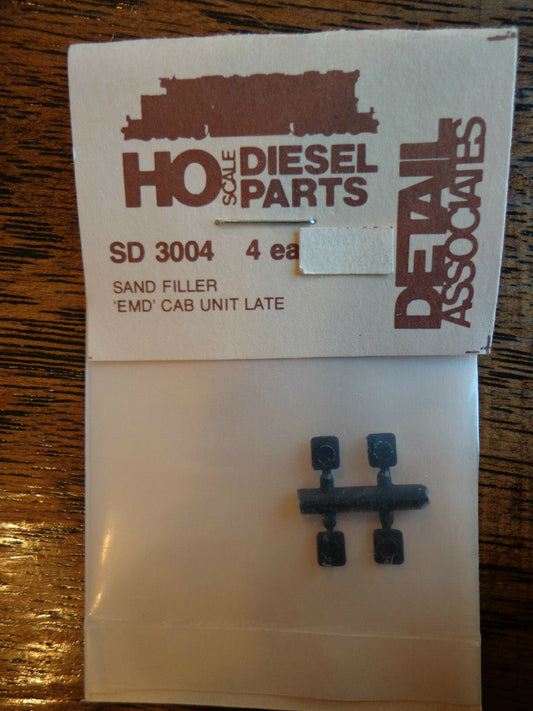 HO SCALE DIESEL PARTS
DETAIL ASSOCIATES
SD 3004 4 ea
SAND FILLER
'EMD' CAB UNIT LATE